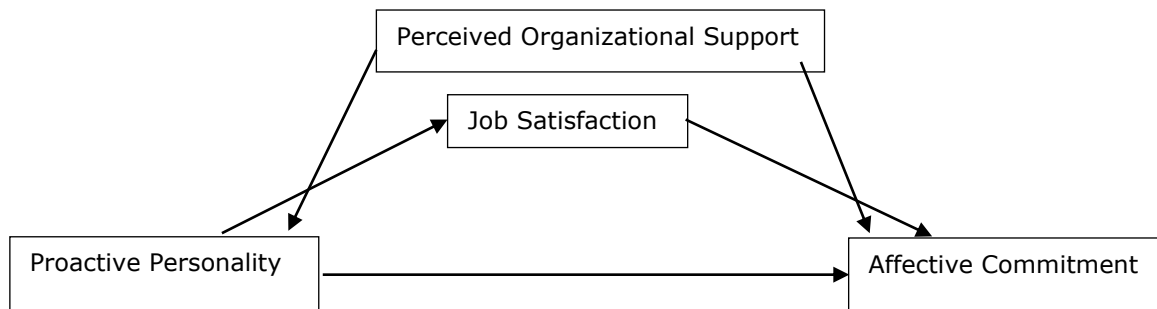 Perceived Organizational Support
Job Satisfaction
Proactive Personality
Affective Commitment